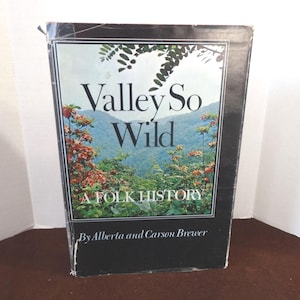 Valley So
Wild
A FOLK HISTORY
By Alberta and Carson Brewer